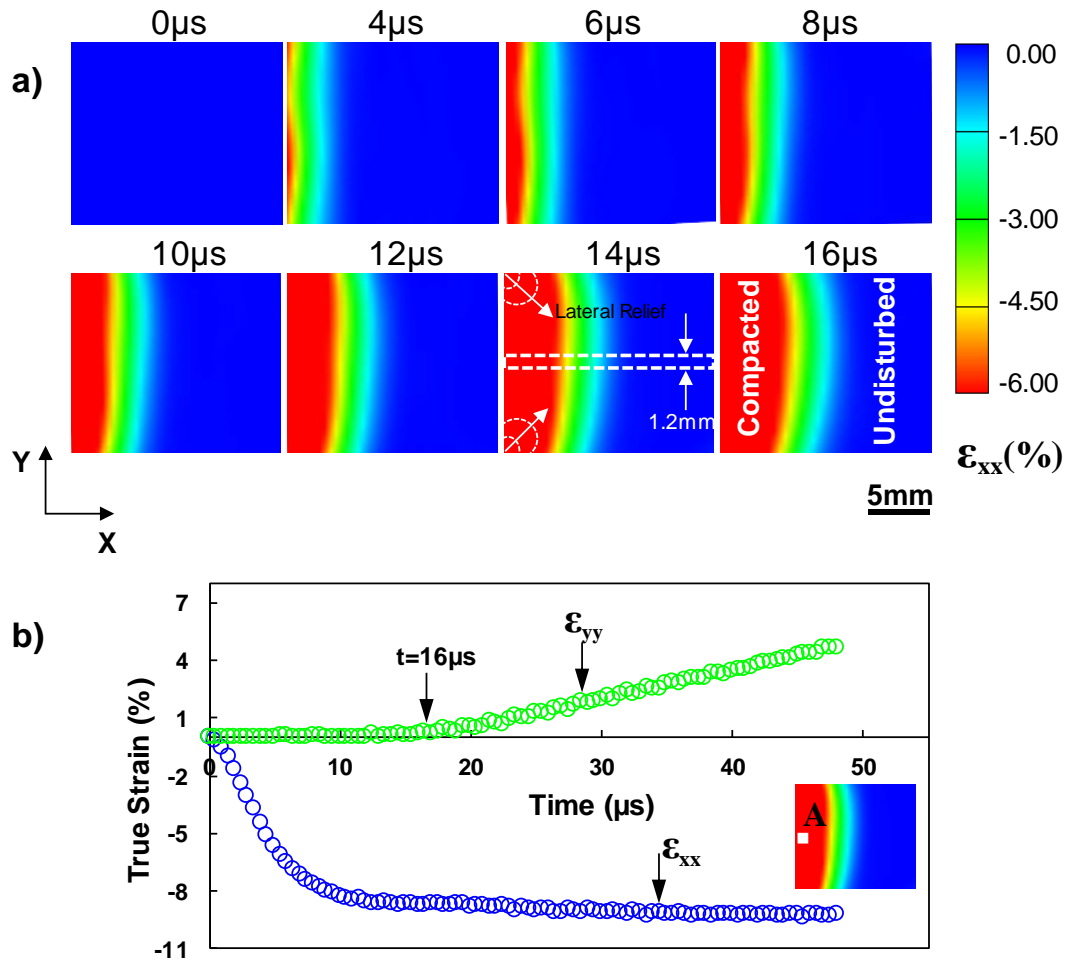 a)
0µs 4µs 6µs 8µs
0.00
-1.50
-3.00
-4.50
-6.00
εxx(%)
10µs 12µs 14µs 16µs
Lateral Relief
1.2mm
Compacted
Undisturbed
Y
X
5mm
b)
7
4
1
-2
-5
-8
-11
True Strain (%)
t=16µs
εyy
0 10 20 30 40 50
Time (µs)
εxx
A